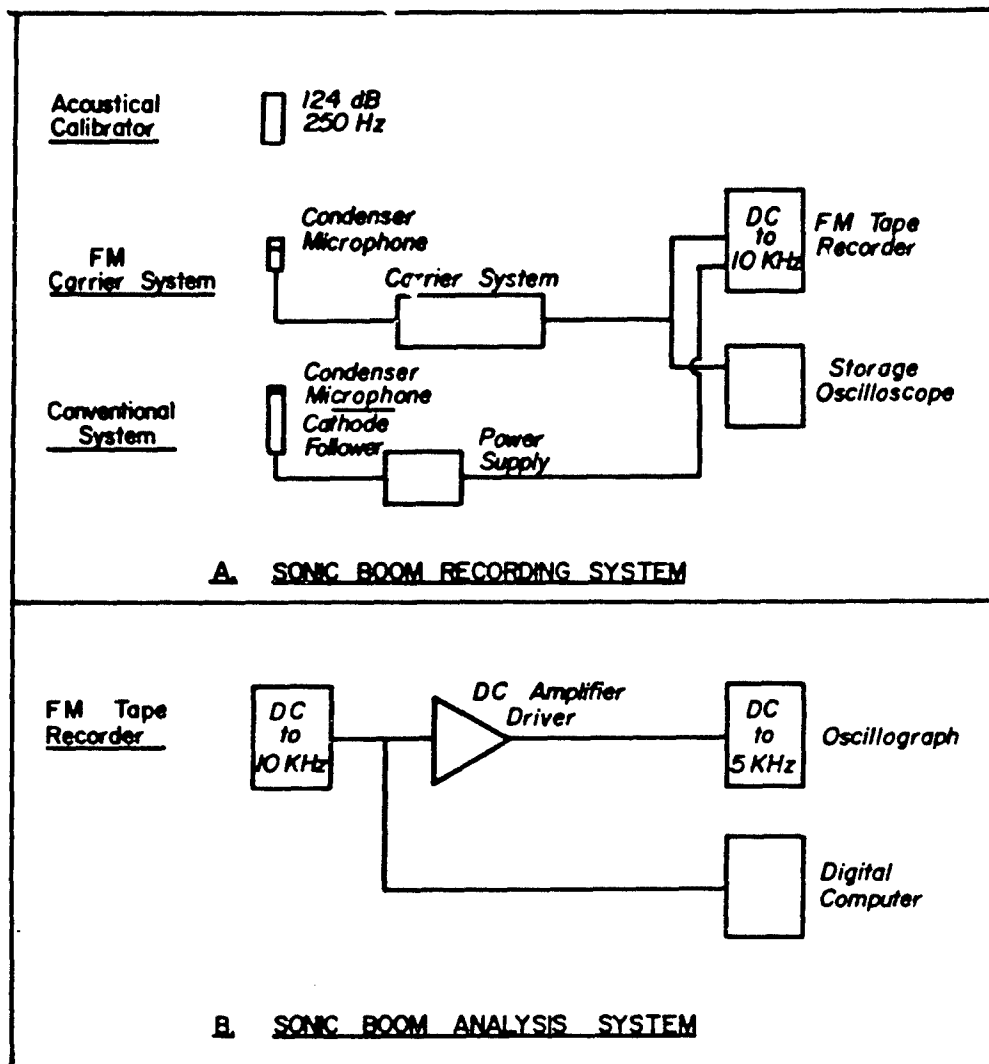 Acoustical
Calibrator
124 dB
250 Hz
FM
Carrier System
Condenser
Microphone
Carrier System
DC
to
10 KHz
FM Tape
Recorder
Storage
Oscilloscope
Conventional
System
Condenser
Microphone
Cathode
Follower
Power
Supply
A. SONIC BOOM RECORDING SYSTEM
FM Tape
Recorder
DC
to
10 KHz
DC Amplifier
Driver
DC
to
5 KHz
Oscillograph
Digital
Computer
B. SONIC BOOM ANALYSIS SYSTEM